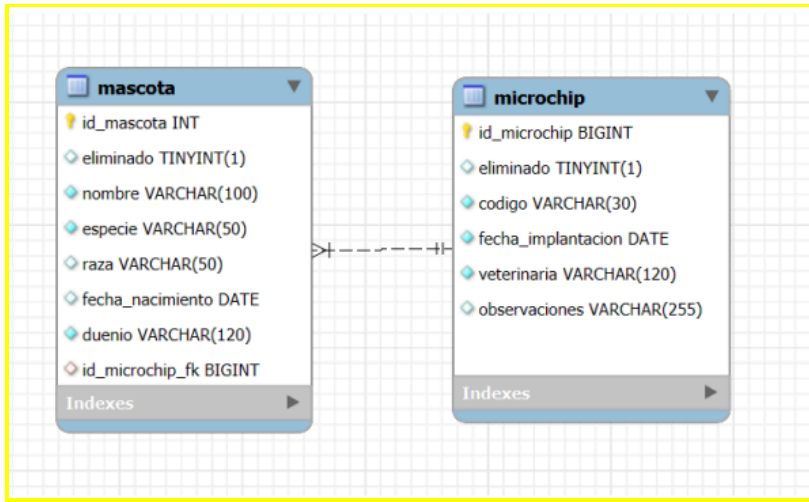 mascota
id_mascota INT
eliminado TINYINT(1)
nombre VARCHAR(100)
especie VARCHAR(50)
raza VARCHAR(50)
fecha_nacimiento DATE
duenio VARCHAR(120)
id_microchip_fk BIGINT
Indexes
microchip
id_microchip BIGINT
eliminado TINYINT(1)
codigo VARCHAR(30)
fecha_implantacion DATE
veterinaria VARCHAR(120)
observaciones VARCHAR(255)
Indexes